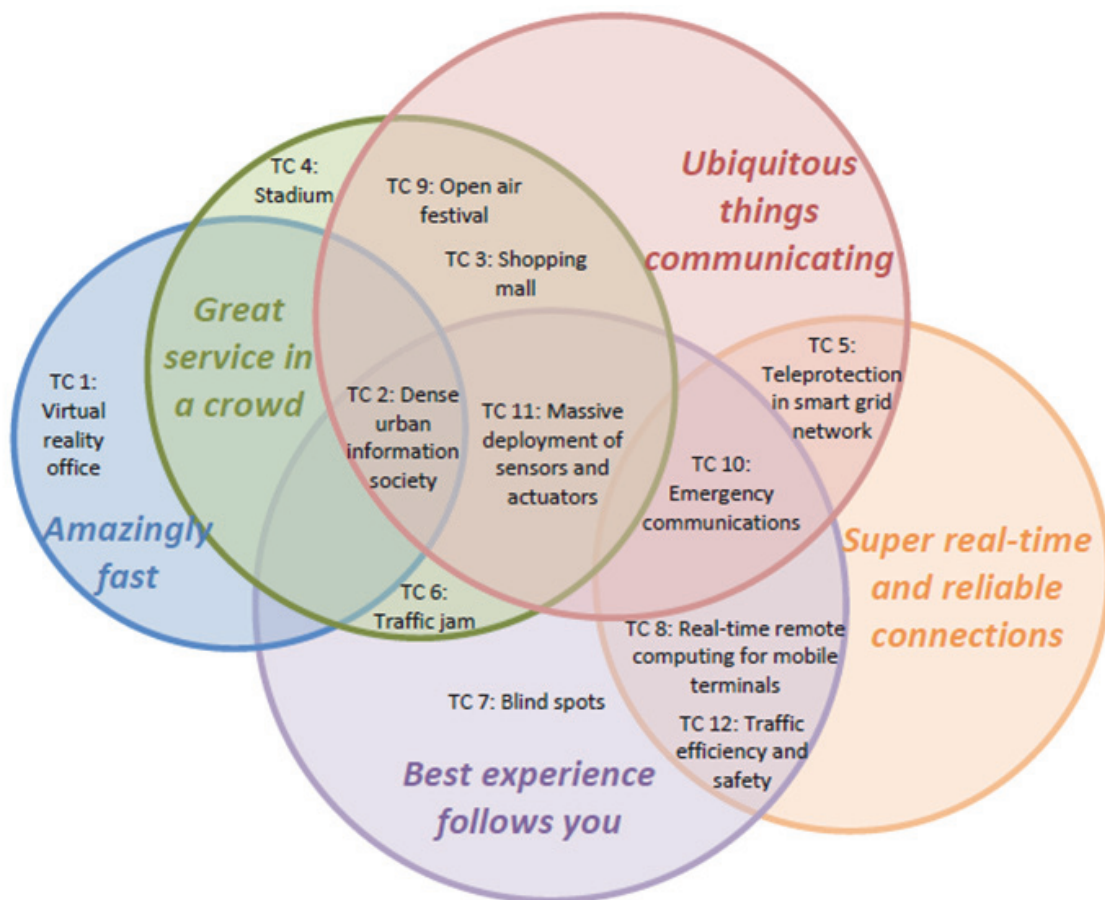 TC 4:
Stadium
TC 9: Open air
festival
Ubiquitous
things
communicating
TC 3: Shopping
mall
Great
service in
a crowd
TC 1:
Virtual
reality
office
TC 2: Dense
urban
information
society
TC 11: Massive
deployment of
sensors and
actuators
TC 5:
Teleprotection
in smart grid
network
TC 10:
Emergency
communications
Amazingly
fast
Super real-time
and reliable
connections
TC 6:
Traffic jam
TC 8: Real-time remote
computing for mobile
terminals
TC 7: Blind spots
TC 12: Traffic
efficiency and
safety
Best experience
follows you